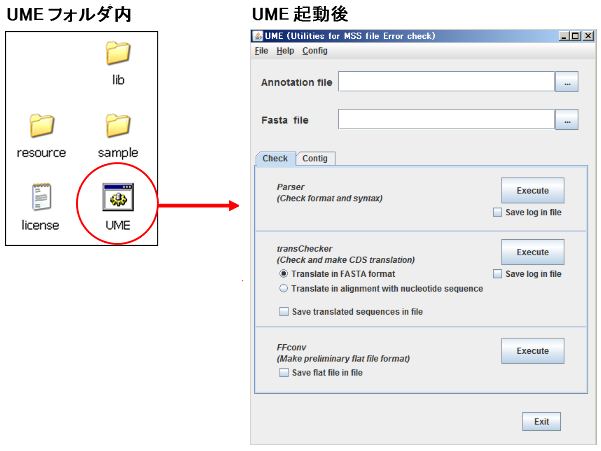 UME フォルダ内
lib
resource
sample
license
UME
UME 起動後
UME (Utilities for MSS file Error check)
File Help Config
Annotation file
...
Fasta file
...
Check Contig
Parser
(Check format and syntax)
Execute
Save log in file
transChecker
(Check and make CDS translation)
Execute
Translate in FASTA format
Save log in file
Translate in alignment with nucleotide sequence
Save translated sequences in file
FFconv
(Make preliminary flat file format)
Execute
Save flat file in file
Exit